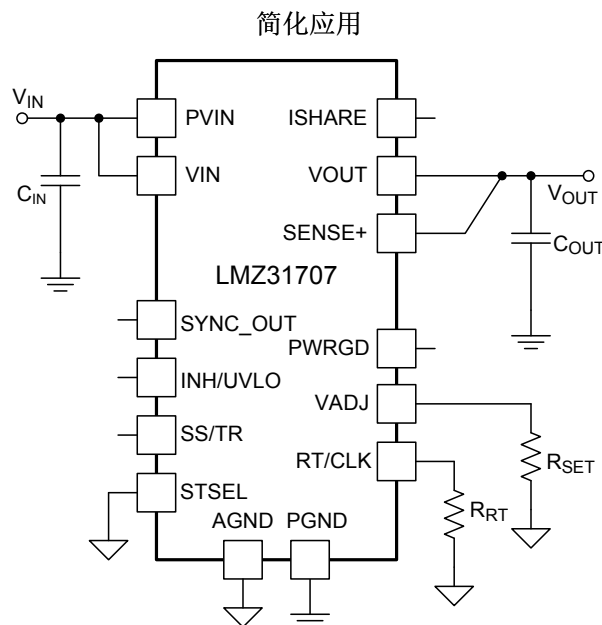 简化应用
VIN
PVIN
ISHARE
VIN
VOUT
CIN
VOUT
SENSE+
COUT
LMZ31707
SYNC_OUT
PWRGD
INH/UVLO
VADJ
SS/TR
RT/CLK
RSET
STSEL
RRT
AGND
PGND